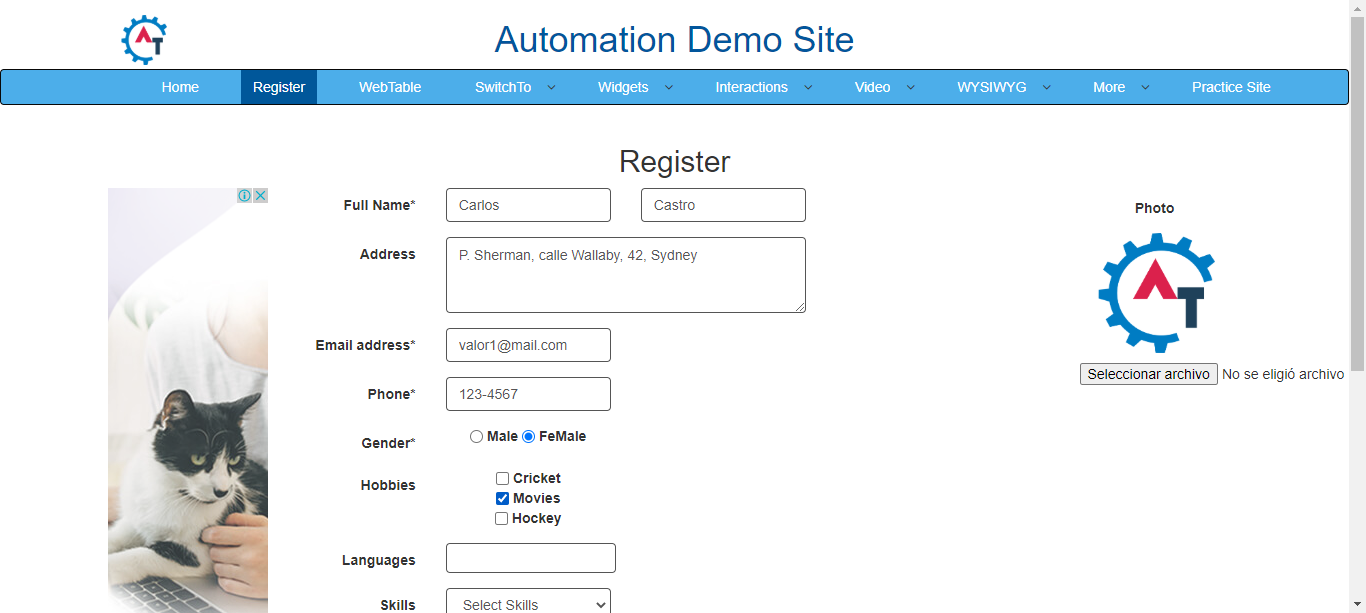 AT
Automation Demo Site
Home Register WebTable SwitchTo Widgets Interactions Video WYSIWYG More Practice Site
Register
Full Name* Carlos Castro
Photo
Address P. Sherman, calle Wallaby, 42, Sydney
AT
Email address* valor1@mail.com
Seleccionar archivo No se eligió archivo
Phone* 123-4567
Gender* Male FeMale
Hobbies Cricket
Movies
Hockey
Languages
Skills Select Skills